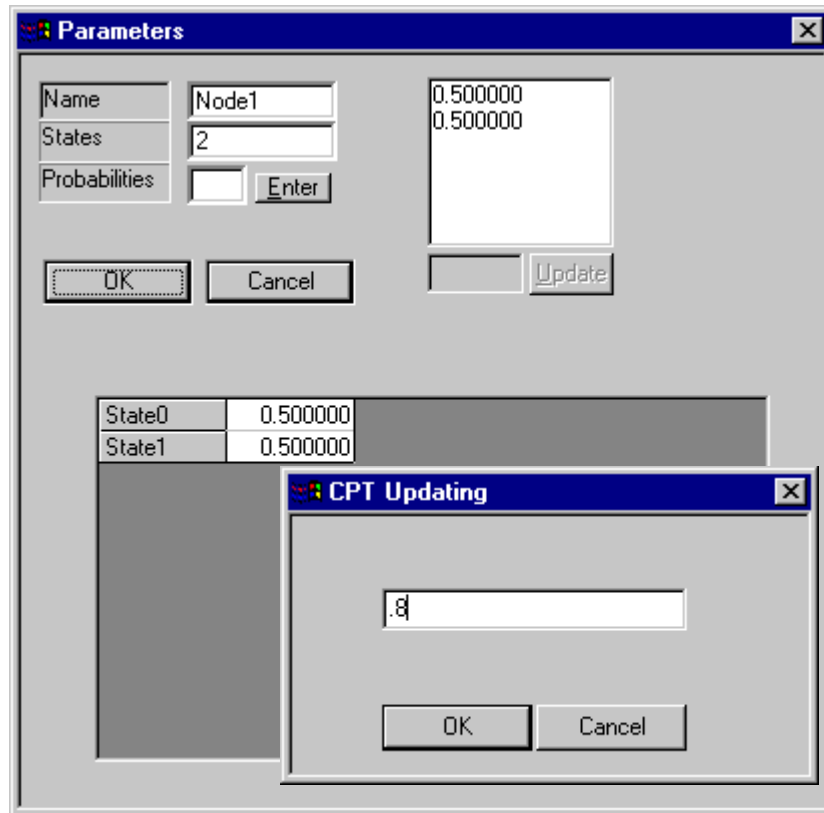 Parameters
Name
Node1
States
2
Probabilities
Enter
0.500000
0.500000
OK
Cancel
Update
State0 0.500000
State1 0.500000
CPT Updating
.8
OK
Cancel